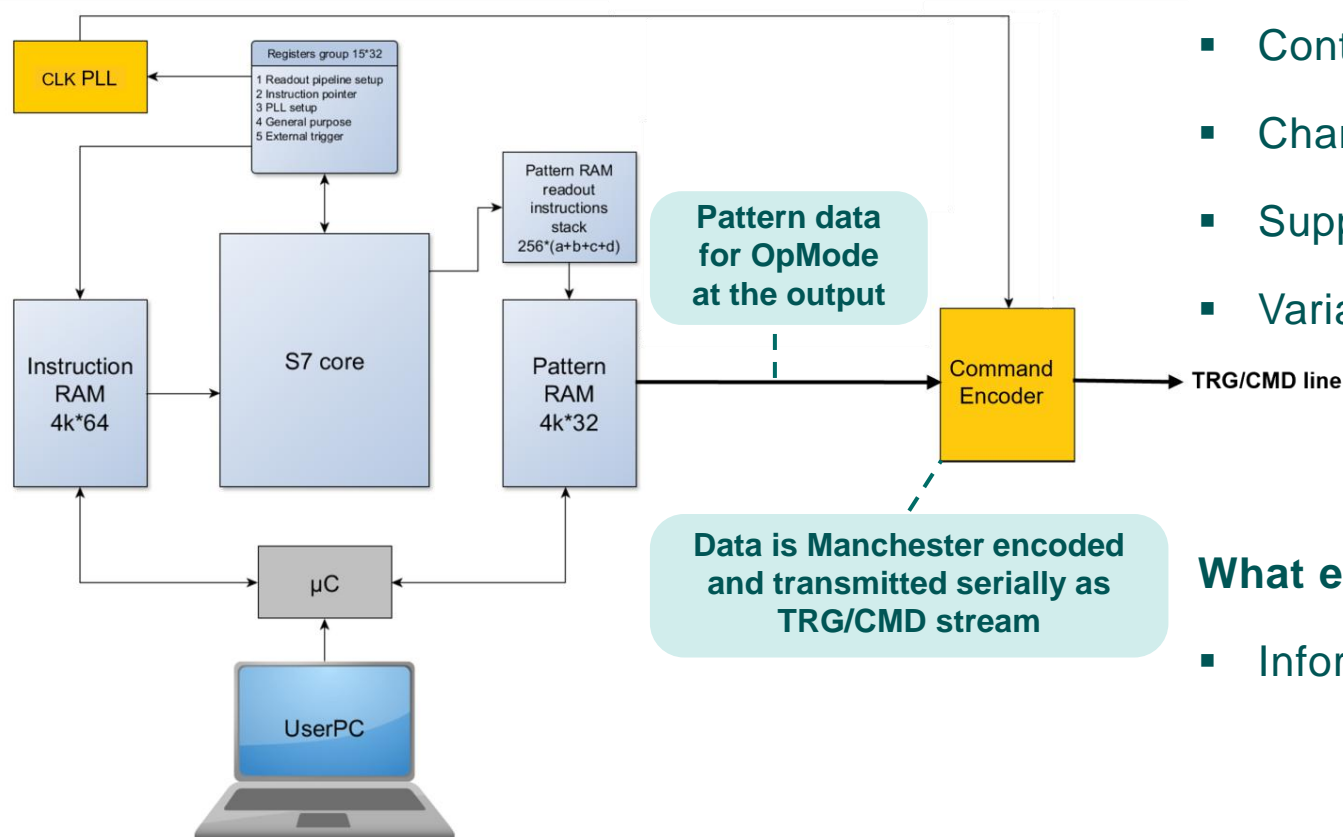 CLK PLL
Registers group 15*32
1 Readout pipeline setup
2 Instruction pointer
3 PLL setup
4 General purpose
5 External trigger
Pattern RAM
readout
instructions
stack
256*(a+b+c+d)
Pattern data
for OpMode
at the output
Instruction
RAM
4k*64
S7 core
Pattern
RAM
4k*32
Command
Encoder
TRG/CMD line
Data is Manchester encoded
and transmitted serially as
TRG/CMD stream
µC
UserPC
▪ Cont
▪ Char
▪ Supp
▪ Varia
What e
▪ Infor